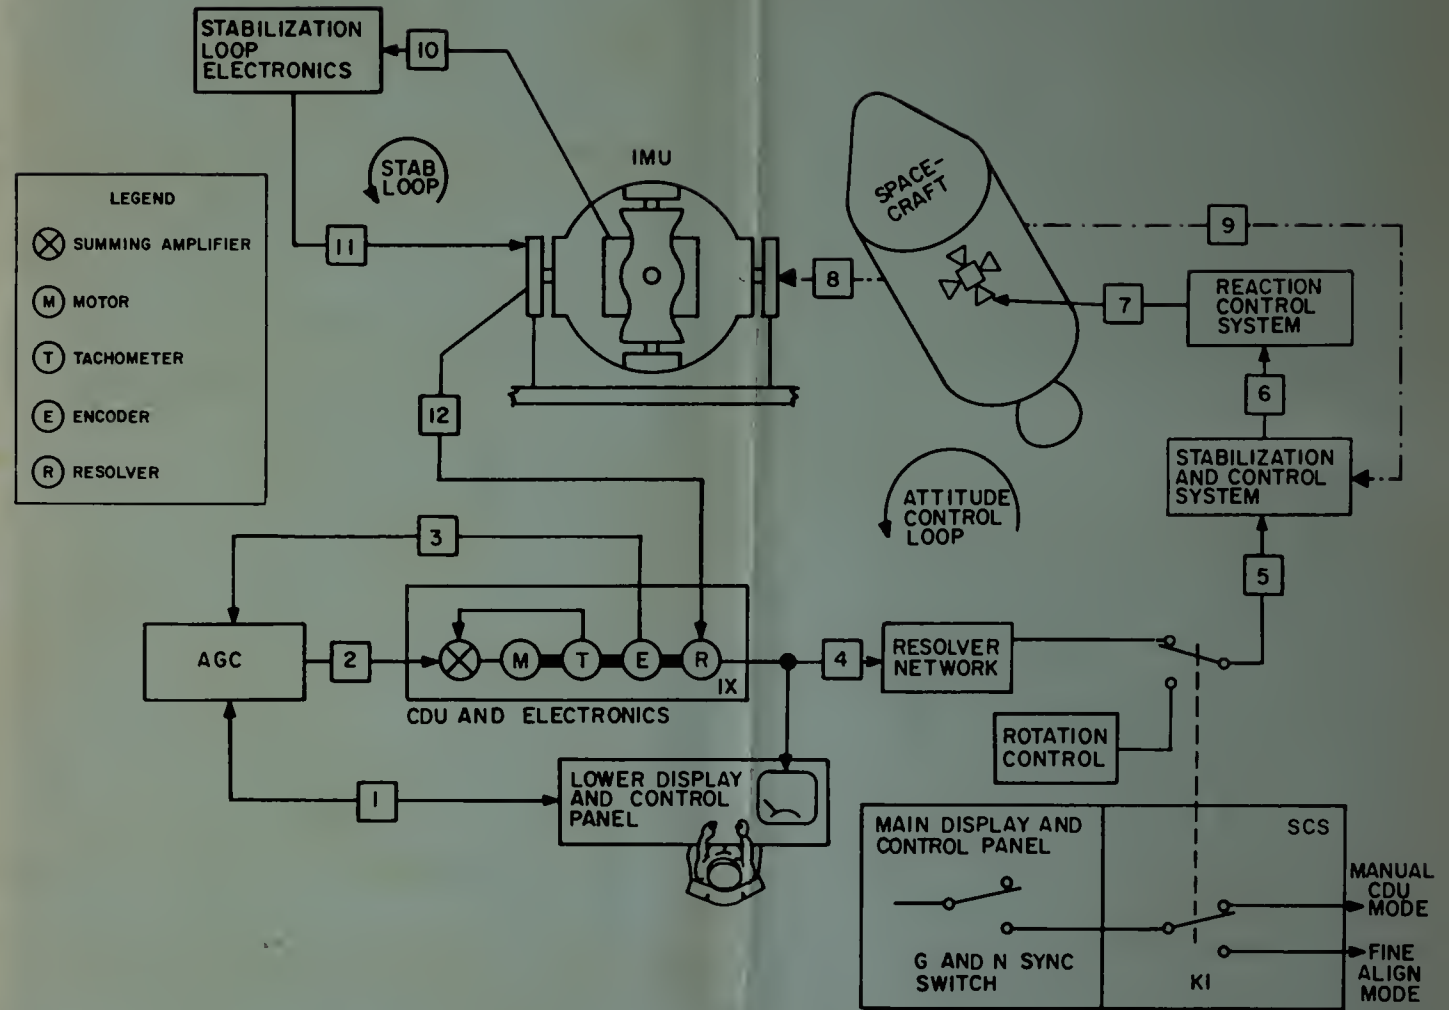 STABILIZATION
LOOP
ELECTRONICS
10
STAB
LOOP
IMU
11
SPACE-
CRAFT
9
8
7
REACTION
CONTROL
SYSTEM
LEGEND
SUMMING AMPLIFIER
M MOTOR
T TACHOMETER
E ENCODER
R RESOLVER
12
6
STABILIZATION
AND CONTROL
SYSTEM
ATTITUDE
CONTROL
LOOP
3
5
AGC
2
M
T
E
R
1X
CDU AND ELECTRONICS
4
RESOLVER
NETWORK
ROTATION
CONTROL
1
LOWER DISPLAY
AND CONTROL
PANEL
MAIN DISPLAY AND
CONTROL PANEL
SCS
MANUAL
CDU
MODE
G AND N SYNC
SWITCH
K1
FINE
ALIGN
MODE